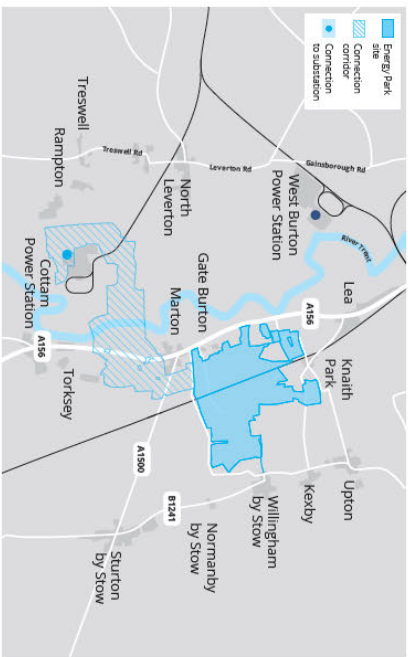 Energy Park
site
Connection
corridor
Connection
to substation
Lea
Knaith
Park
Upton
Gainsborough Rd
River Trent
West Burton
Power Station
A156
Kexby
Willingham
by Stow
Leverton Rd
Gate Burton
Normanby
by Stow
North
Leverton
Marton
B1241
Treswell Rd
A1500
Sturton
by Stow
Treswell
Rampton
Cottam
Power Station
A156
Torksey